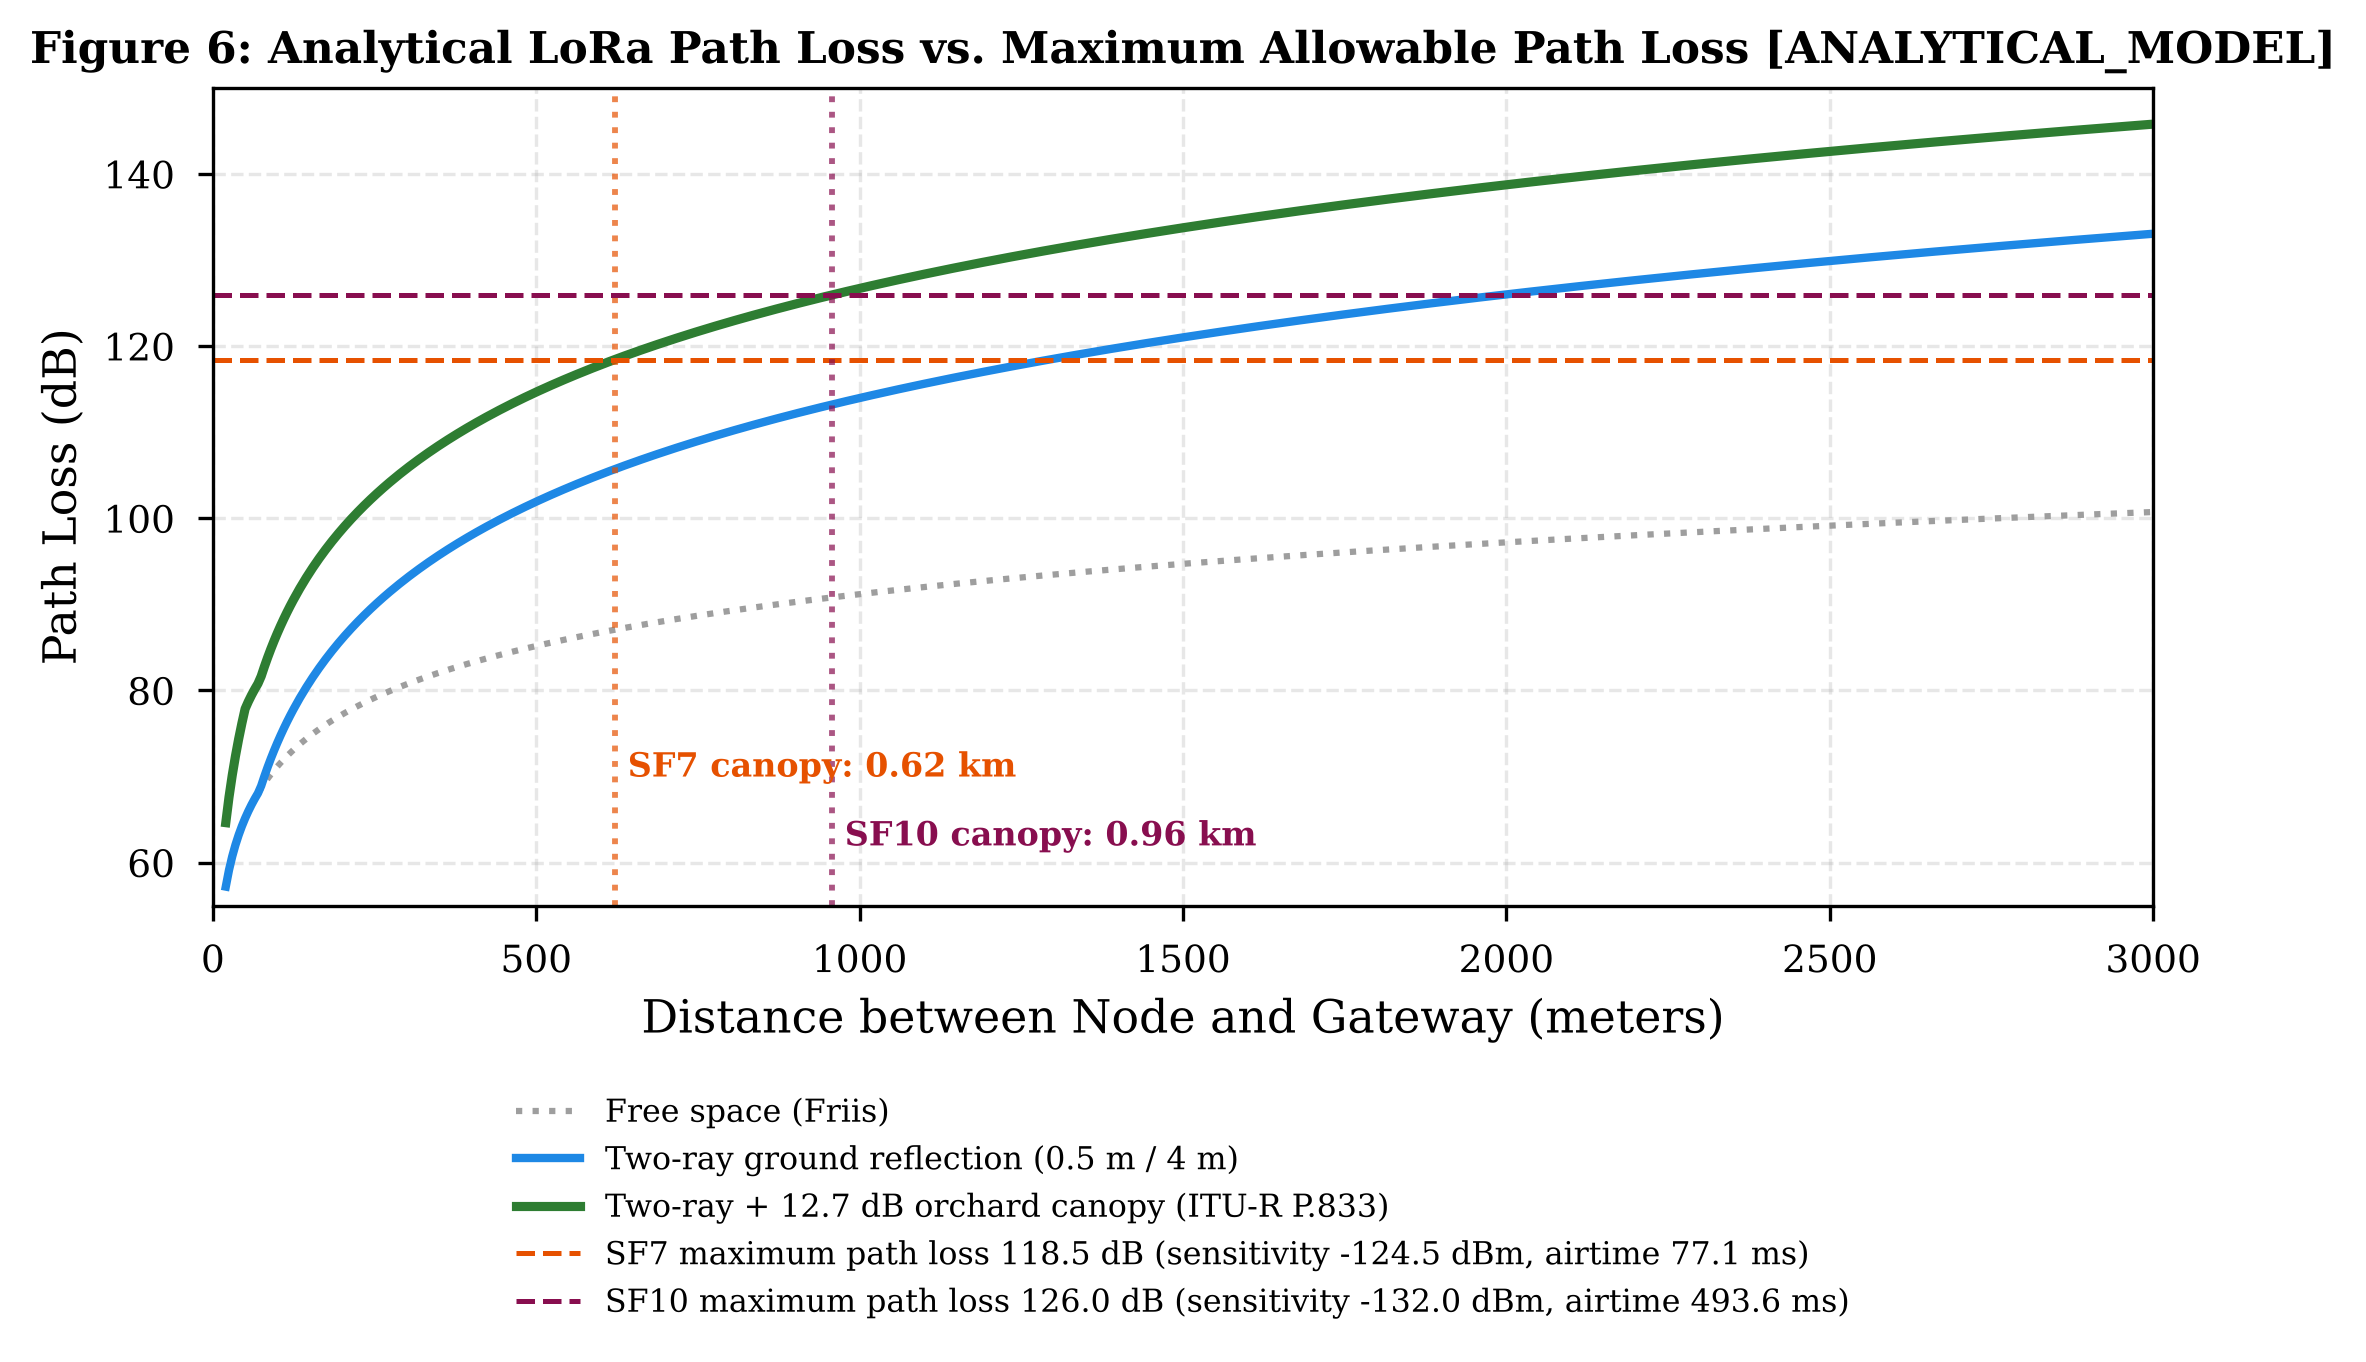 Figure 6: Analytical LoRa Path Loss vs. Maximum Allowable Path Loss [ANALYTICAL_MODEL]
Path Loss (dB)
140
120
100
80
60
SF7 canopy: 0.62 km
SF10 canopy: 0.96 km
0 500 1000 1500 2000 2500 3000
Distance between Node and Gateway (meters)
Free space (Friis)
Two-ray ground reflection (0.5 m / 4 m)
Two-ray + 12.7 dB orchard canopy (ITU-R P.833)
SF7 maximum path loss 118.5 dB (sensitivity -124.5 dBm, airtime 77.1 ms)
SF10 maximum path loss 126.0 dB (sensitivity -132.0 dBm, airtime 493.6 ms)